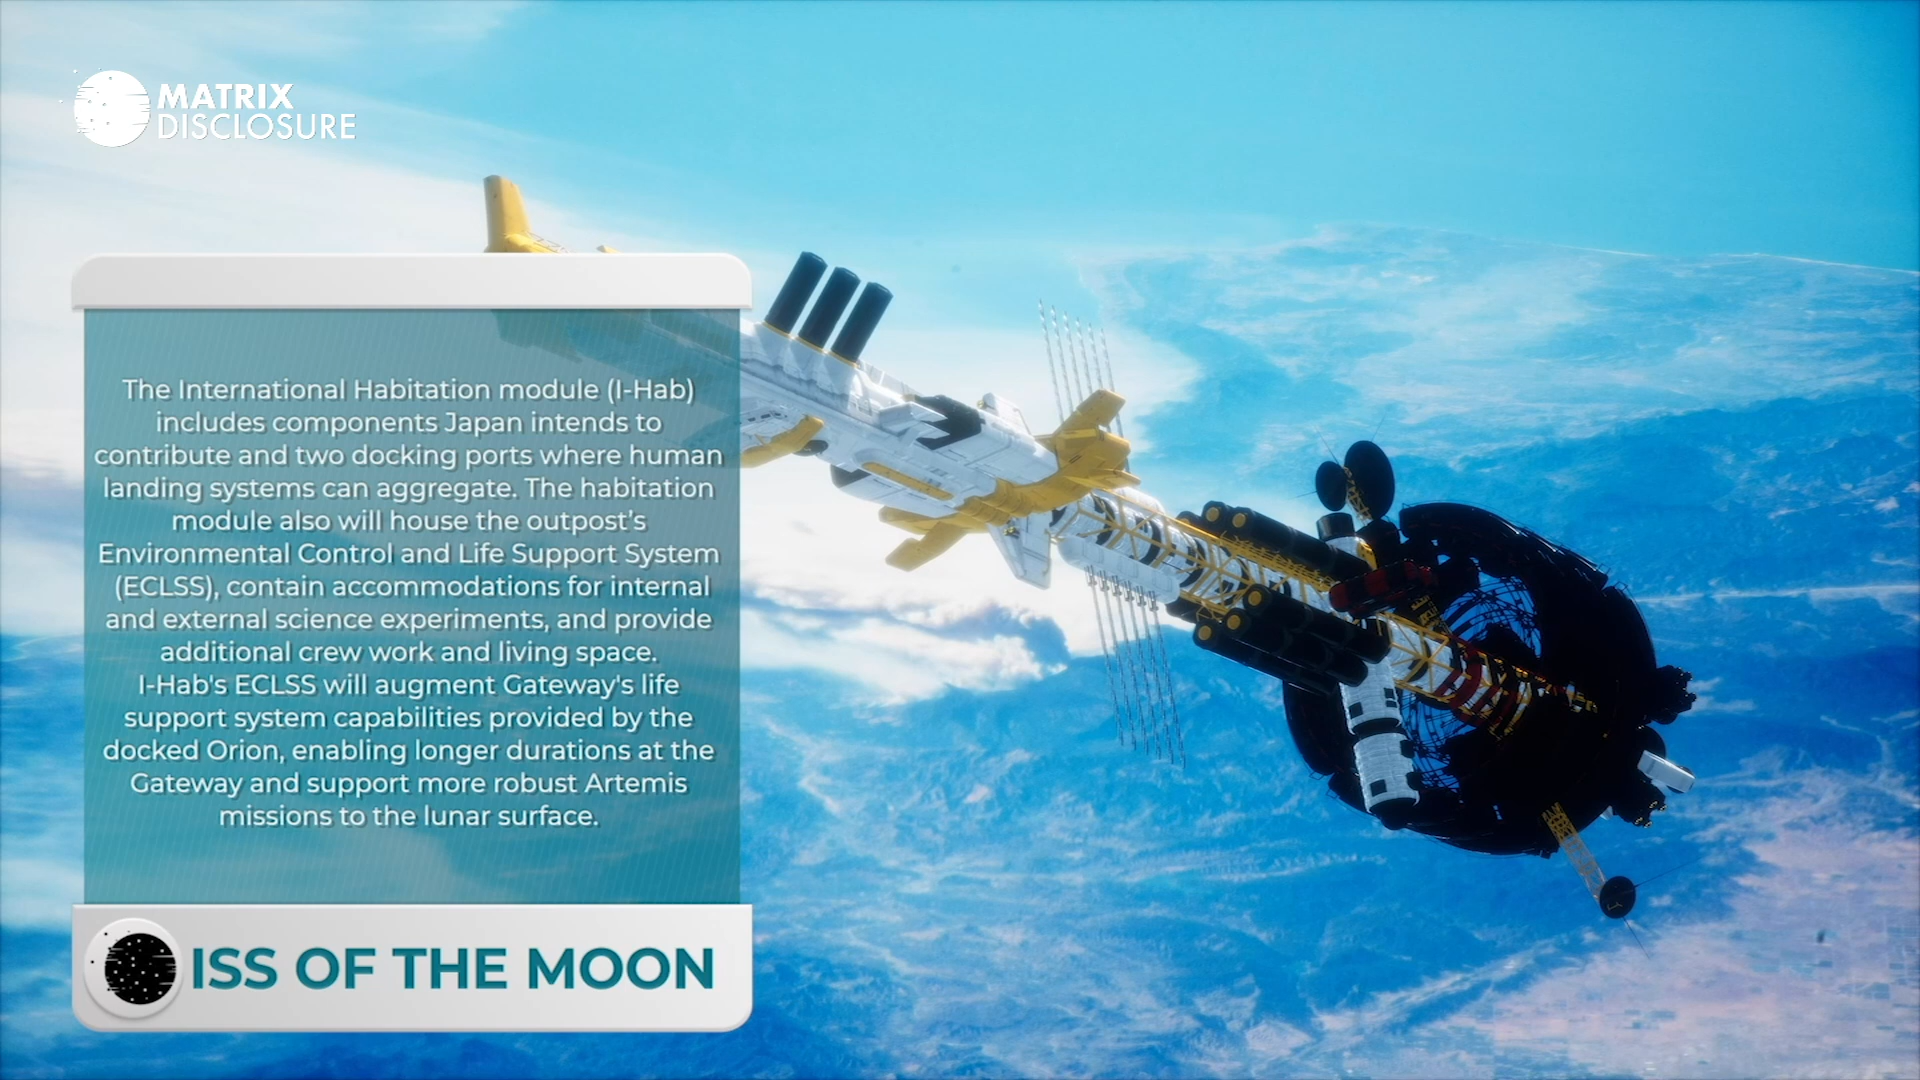 MATRIX
DISCLOSURE
The International Habitation module (I-Hab)
includes components Japan intends to
contribute and two docking ports where human
landing systems can aggregate. The habitation
module also will house the outpost’s
Environmental Control and Life Support System
(ECLSS), contain accommodations for internal
and external science experiments, and provide
additional crew work and living space.
I-Hab's ECLSS will augment Gateway's life
support system capabilities provided by the
docked Orion, enabling longer durations at the
Gateway and support more robust Artemis
missions to the lunar surface.
ISS OF THE MOON